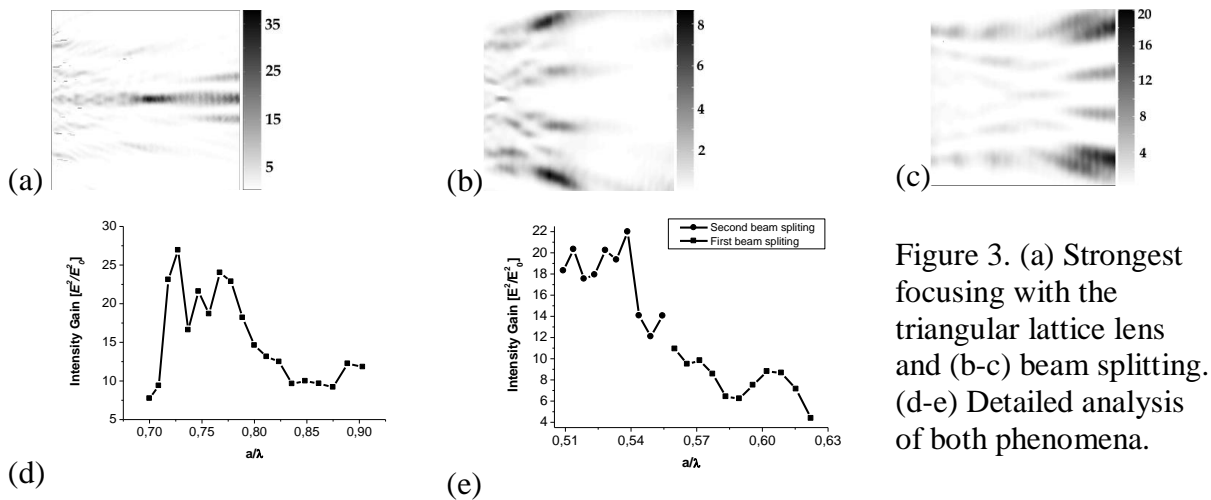 35
25
15
5
(a)
8
6
4
2
(b)
20
16
12
8
4
(c)
Intensity Gain [E²/E²₀]
30
25
20
15
10
5
0,70 0,75 0,80 0,85 0,90
a/λ
(d)
Second beam spliting
First beam spliting
Intensity Gain [E²/E²₀]
22
20
18
16
14
12
10
8
6
4
0,51 0,54 0,57 0,60 0,63
a/λ
(e)
Figure 3. (a) Strongest
focusing with the
triangular lattice lens
and (b-c) beam splitting.
(d-e) Detailed analysis
of both phenomena.